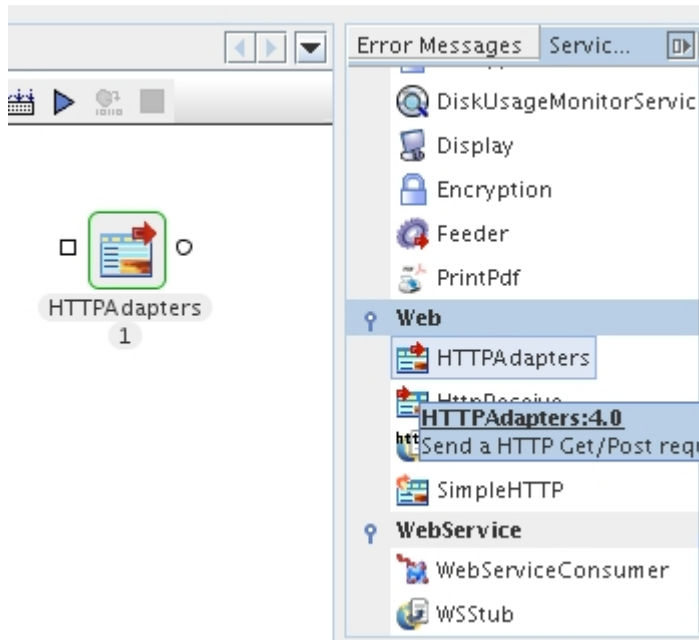 Error Messages
Servic...
DiskUsageMonitorServic
Display
Encryption
Feeder
PrintPdf
Web
HTTPAdapters
HTTPAdapters:4.0
Send a HTTP Get/Post requ
SimpleHTTP
WebService
WebServiceConsumer
WSStub
HTTPAdapters
1